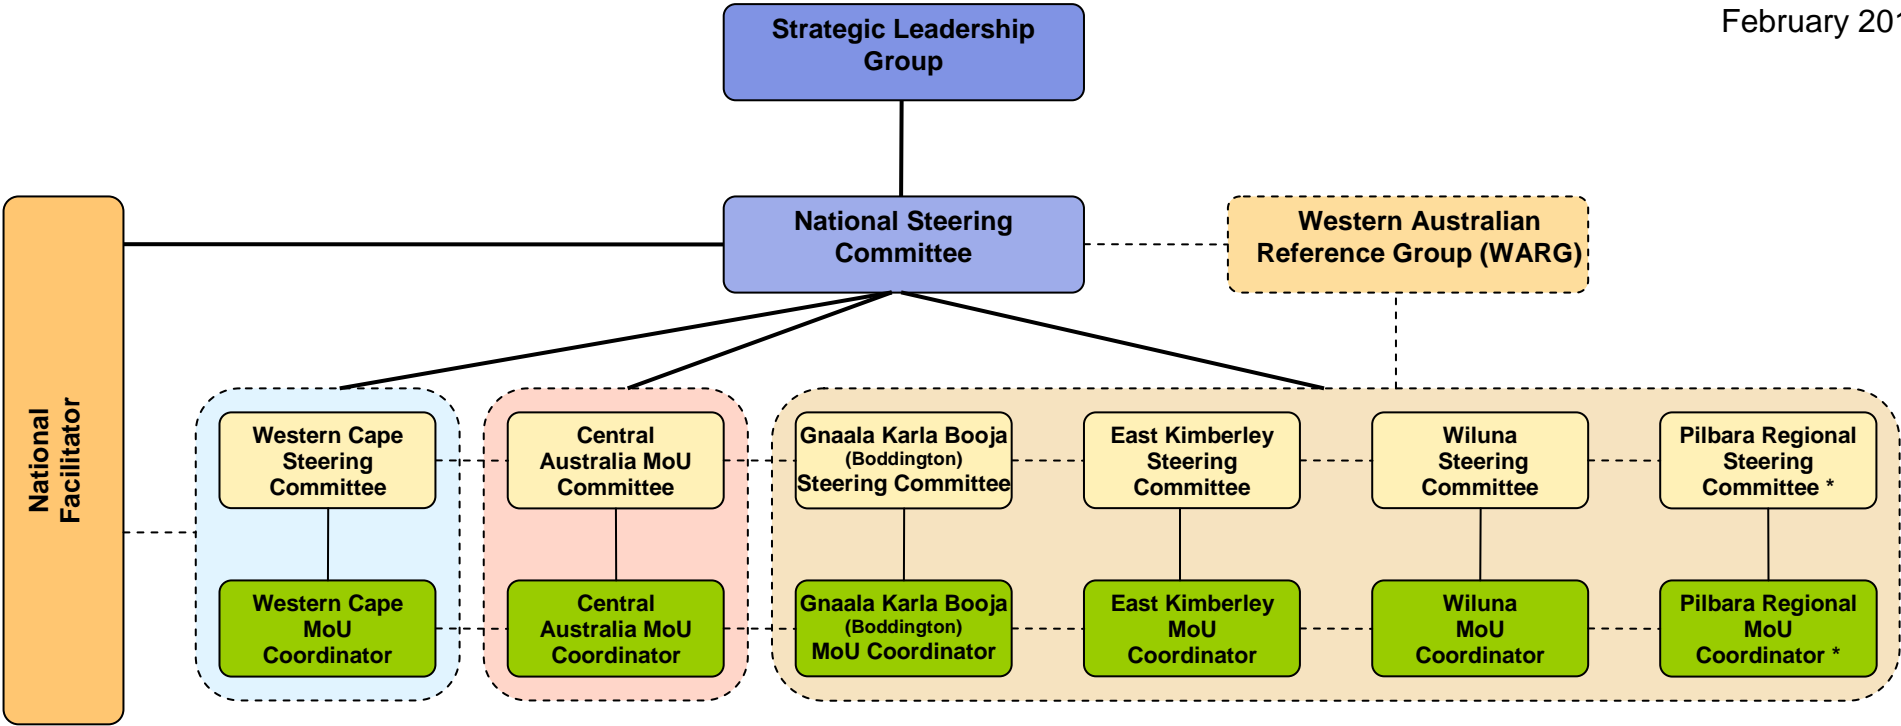 February 201
Strategic Leadership
Group
National Steering
Committee
Western Australian
Reference Group (WARG)
National
Facilitator
Western Cape
Steering
Committee
Central
Australia MoU
Committee
Gnaala Karla Booja
(Boddington)
Steering Committee
East Kimberley
Steering
Committee
Wiluna
Steering
Committee
Pilbara Regional
Steering
Committee *
Western Cape
MoU
Coordinator
Central
Australia MoU
Coordinator
Gnaala Karla Booja
(Boddington)
MoU Coordinator
East Kimberley
MoU
Coordinator
Wiluna
MoU
Coordinator
Pilbara Regional
MoU
Coordinator *